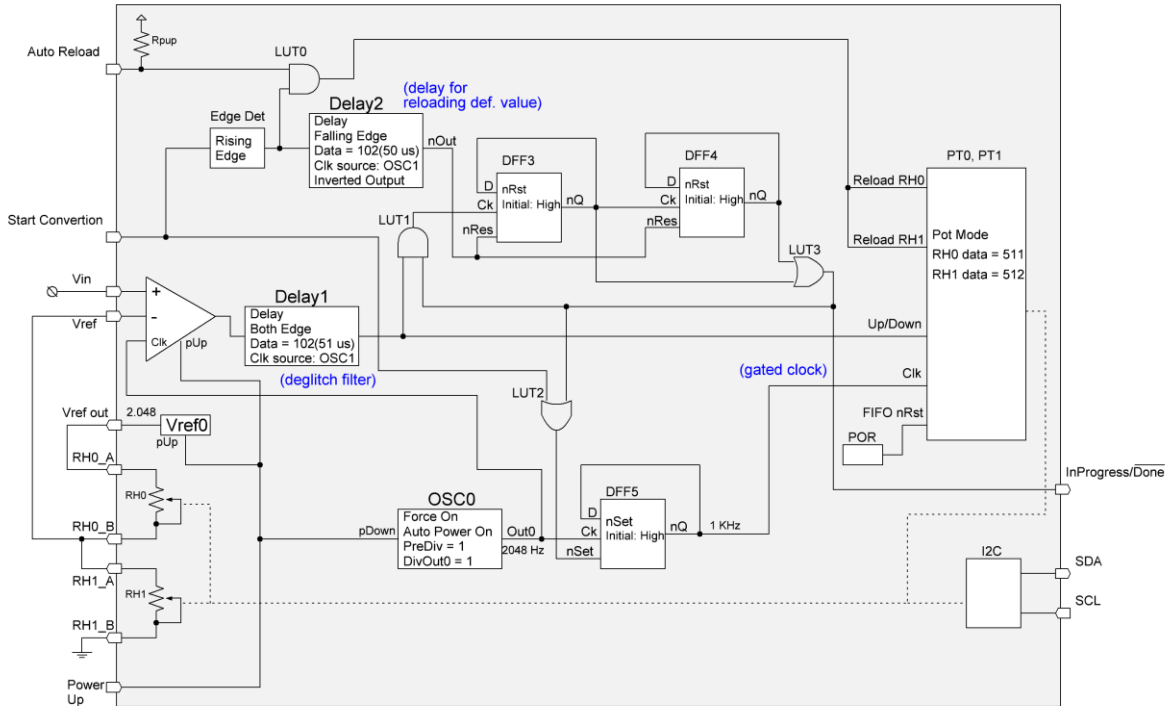 Auto Reload
Rpup
LUT0
(delay for
reloading def. value)
Edge Det
Rising
Edge
Delay2
Delay
Falling Edge
Data = 102(50 us)
Clk source: OSC1
Inverted Output
nOut
DFF3
D
nRst
Initial: High
Ck
nRes
nQ
DFF4
D
nRst
Initial: High
Ck
nRes
nQ
PT0, PT1
Reload RH0
Reload RH1
Pot Mode
RH0 data = 511
RH1 data = 512
Up/Down
Clk
FIFO nRst
POR
Start Convertion
LUT1
LUT3
Vin
Vref
+
-
Clk
pUp
Delay1
Delay
Both Edge
Data = 102(51 us)
Clk source: OSC1
(deglitch filter)
(gated clock)
LUT2
Vref out
2.048
Vref0
pUp
RH0_A
RH0
RH0_B
RH1_A
RH1
RH1_B
OSC0
pDown
Force On
Auto Power On
PreDiv = 1
DivOut0 = 1
Out0
2048 Hz
DFF5
D
nSet
Initial: High
Ck
nSet
nQ
1 KHz
InProgress/Done
I2C
SDA
SCL
Power
Up